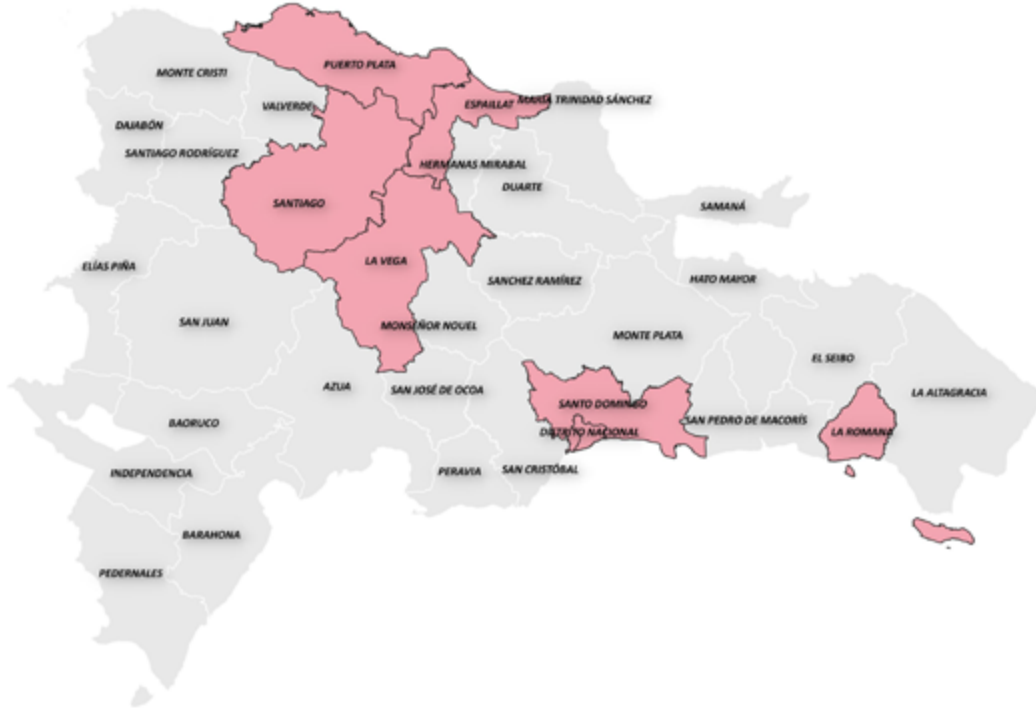 PUERTO PLATA
MONTE CRISTI
VALVERDE
ESPAILLAT
MARÍA TRINIDAD SÁNCHEZ
DAJABÓN
SANTIAGO RODRÍGUEZ
HERMANAS MIRABAL
DUARTE
SANTIAGO
SAMANÁ
ELÍAS PIÑA
LA VEGA
SANCHEZ RAMÍREZ
HATO MAYOR
SAN JUAN
MONSEÑOR NOUEL
MONTE PLATA
EL SEIBO
AZUA
SAN JOSÉ DE OCOA
LA ALTAGRACIA
SANTO DOMINGO
BAORUCO
SAN PEDRO DE MACORÍS
DISTRITO NACIONAL
LA ROMANA
INDEPENDENCIA
PERAVIA
SAN CRISTÓBAL
BARAHONA
PEDERNALES